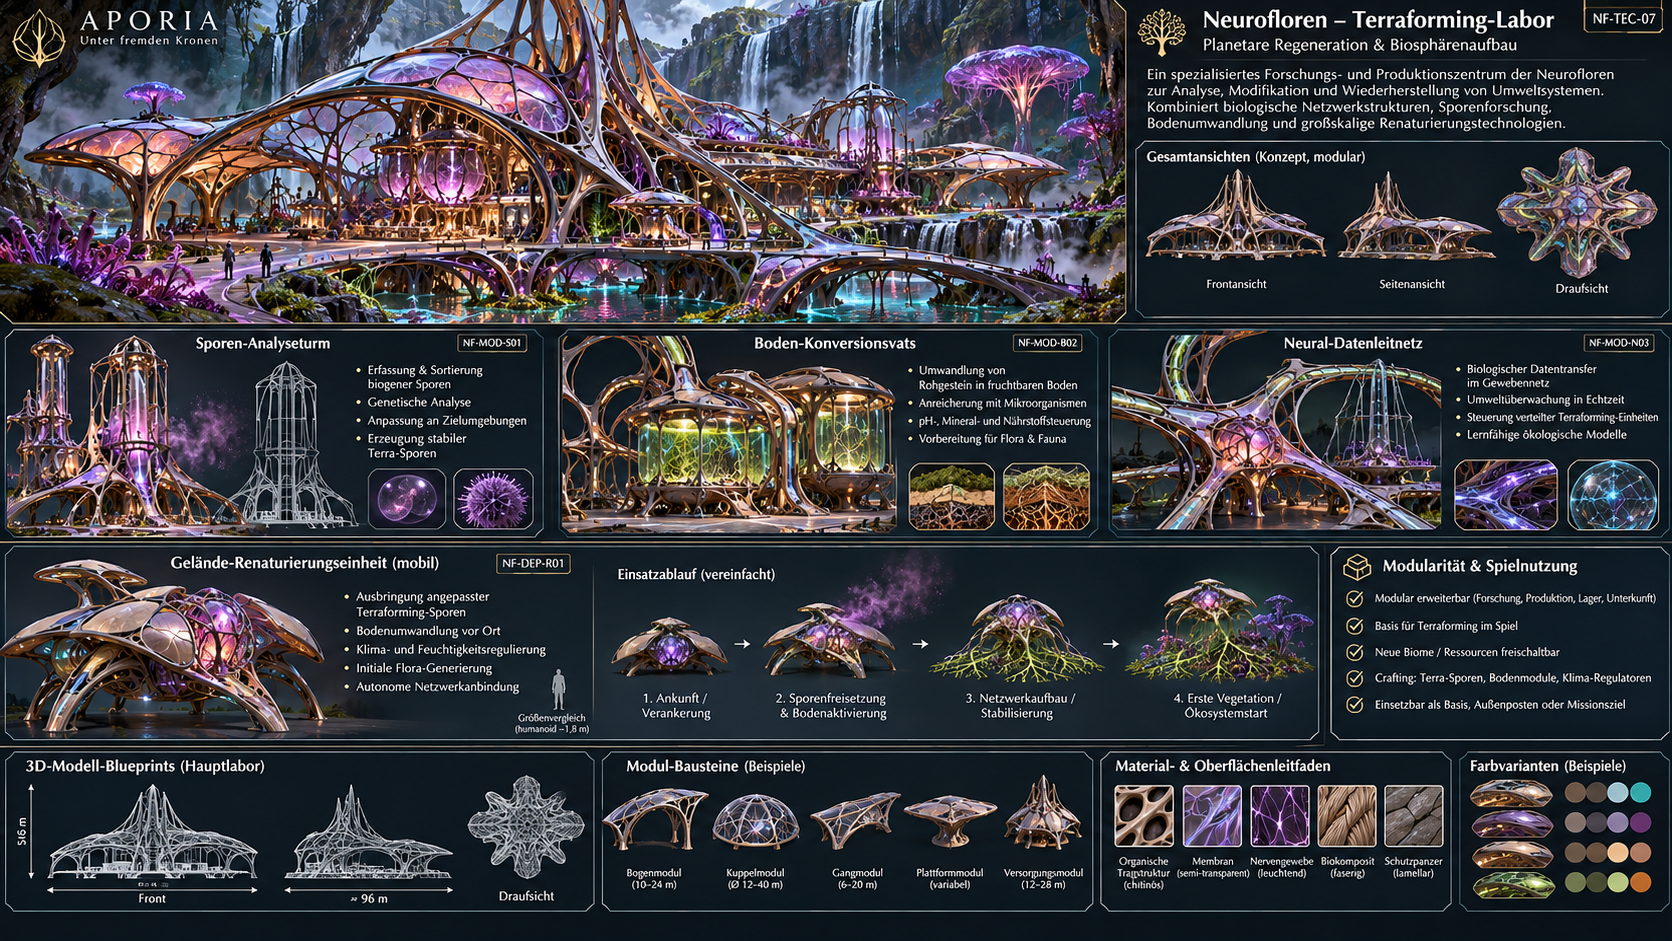 APORIA
Unter fremden Kronen
Neurofloren – Terraforming-Labor
NF-TEC-07
Planetare Regeneration & Biosphärenaufbau
Ein spezialisiertes Forschungs- und Produktionszentrum der Neurofloren
zur Analyse, Modifikation und Wiederherstellung von Umweltsystemen.
Kombiniert biologische Netzwerkstrukturen, Sporenforschung,
Bodenumwandlung und großskalige Renaturierungstechnologien.
Gesamtansichten (Konzept, modular)
Frontansicht
Seitenansicht
Draufsicht
Sporen-Analyseturm
NF-MOD-S01
• Erfassung & Sortierung
biogener Sporen
• Genetische Analyse
• Anpassung an Zielumgebungen
• Erzeugung stabiler
Terra-Sporen
Boden-Konversionsvats
NF-MOD-B02
• Umwandlung von
Rohgestein in fruchtbaren Boden
• Anreicherung mit Mikroorganismen
• pH-, Mineral- und Nährstoffsteuerung
• Vorbereitung für Flora & Fauna
Neural-Datenleitnetz
NF-MOD-N03
• Biologischer Datentransfer
im Gewebennetz
• Umweltüberwachung in Echtzeit
• Steuerung verteilter Terraforming-Einheiten
• Lernfähige ökologische Modelle
Gelände-Renaturierungseinheit (mobil)
NF-DEP-R01
• Ausbringung angepasster
Terraforming-Sporen
• Bodenumwandlung vor Ort
• Klima- und Feuchtigkeitsregulierung
• Initiale Flora-Generierung
• Autonome Netzwerkanbindung
Größenvergleich
(humanoid ~1,8 m)
Einsatzablauf (vereinfacht)
1. Ankunft /
Verankerung
2. Sporenfreisetzung
& Bodenaktivierung
3. Netzwerkaufbau /
Stabilisierung
4. Erste Vegetation /
Ökosystemstart
Modularität & Spielnutzung
Modular erweiterbar (Forschung, Produktion, Lager, Unterkunft)
Basis für Terraforming im Spiel
Neue Biome / Ressourcen freischaltbar
Crafting: Terra-Sporen, Bodenmodule, Klima-Regulatoren
Einsetzbar als Basis, Außenposten oder Missionsziel
3D-Modell-Blueprints (Hauptlabor)
Front
≈ 96 m
Draufsicht
Modul-Bausteine (Beispiele)
Bogenmodul
(10–24 m)
Kuppelmodul
(Ø 12–40 m)
Gangmodul
(6–20 m)
Plattformmodul
(variabel)
Versorgungsmodul
(12–28 m)
Material- & Oberflächenleitfaden
Organische
Tragstruktur
(chitinös)
Membran
(semi-transparent)
Nervengewebe
(leuchtend)
Biokomposit
(faserig)
Schutzpanzer
(lamellar)
Farbvarianten (Beispiele)